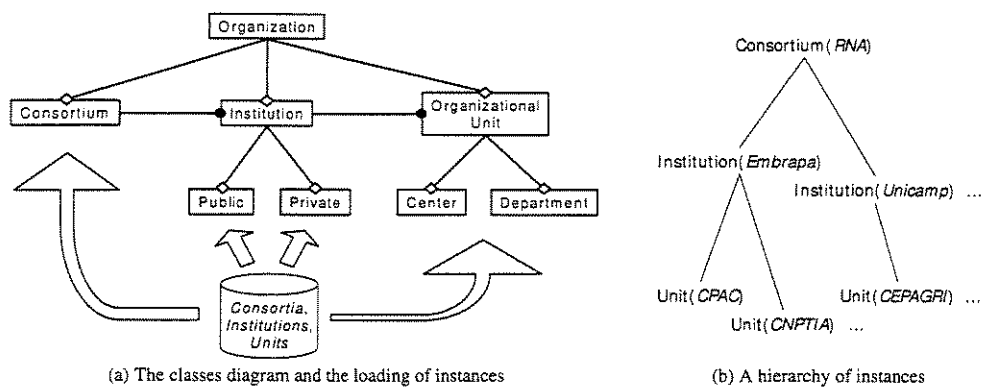 Organization
Consortium
Institution
Organizational
Unit
Public
Private
Center
Department
Consortia,
Institutions,
Units
(a) The classes diagram and the loading of instances
Consortium(RNA)
Institution(Embrapa)
Institution(Unicamp) ...
Unit(CPAC)
Unit(CEPAGRI) ...
Unit(CNPTIA) ...
(b) A hierarchy of instances